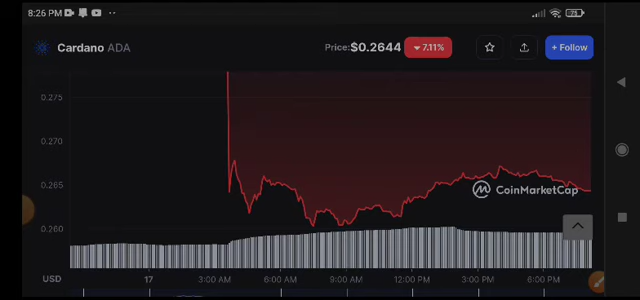 8:26 PM
75
Cardano ADA
Price:$0.2644 7.11%
+ Follow
0.275
0.270
0.265
CoinMarketCap
0.260
USD 17 3:00 AM 6:00 AM 9:00 AM 12:00 PM 3:00 PM 6:00 PM